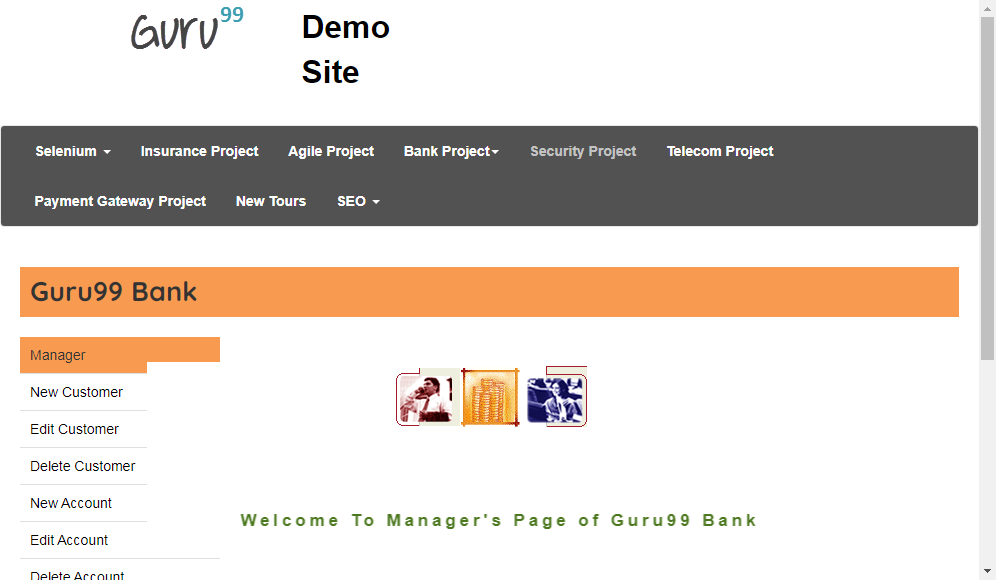 Guru99
Demo
Site
Selenium
Insurance Project
Agile Project
Bank Project
Security Project
Telecom Project
Payment Gateway Project
New Tours
SEO
Guru99 Bank
Manager
New Customer
Edit Customer
Delete Customer
New Account
Welcome To Manager's Page of Guru99 Bank
Edit Account
Delete Account